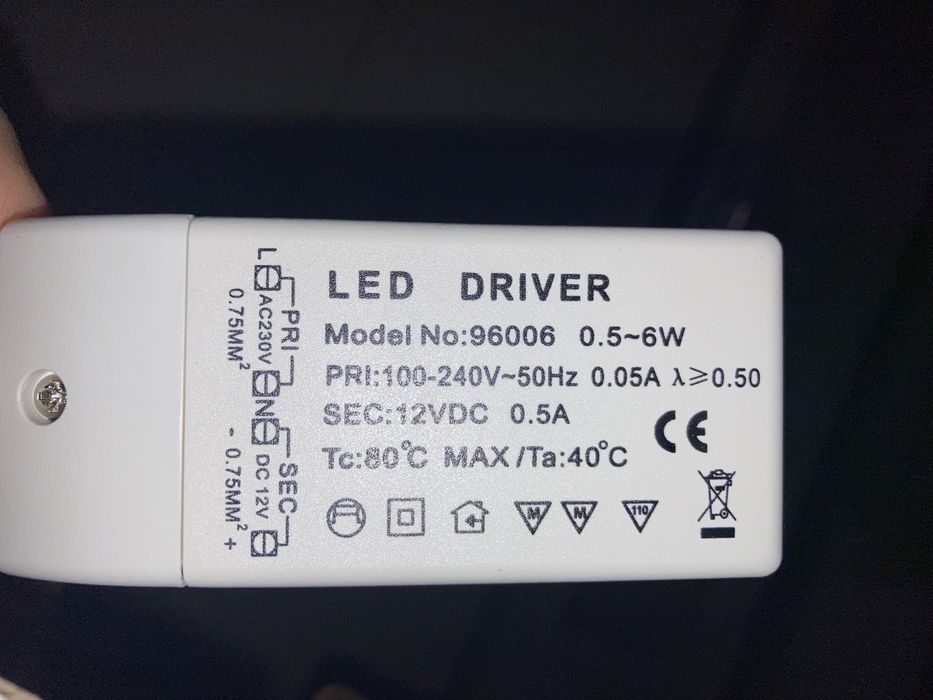 LED DRIVER
Model No:96006 0.5~6W
PRI:100-240V~50Hz 0.05A λ≥0.50
SEC:12VDC 0.5A
Tc:80℃ MAX/Ta:40℃
CE
M M 110
PRI SEC
L AC230V N DC 12V
0.75MM² - 0.75MM² +